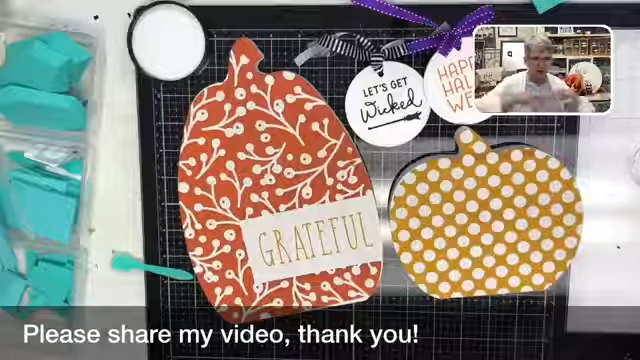 LET'S GET
Wicked
HAPP
HAL
WE
GRATEFUL
Please share my video, thank you!